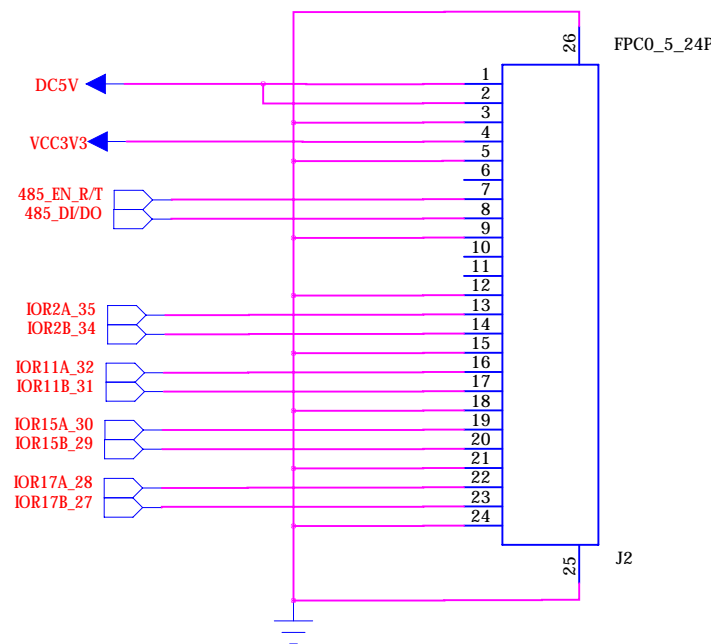 26
FPC0_5_24P
DC5V
1
2
3
VCC3V3
4
5
6
485_EN_R/T
7
485_DI/DO
8
9
10
11
12
IOR2A_35
13
IOR2B_34
14
15
IOR11A_32
16
IOR11B_31
17
18
IOR15A_30
19
IOR15B_29
20
21
IOR17A_28
22
IOR17B_27
23
24
25
J2